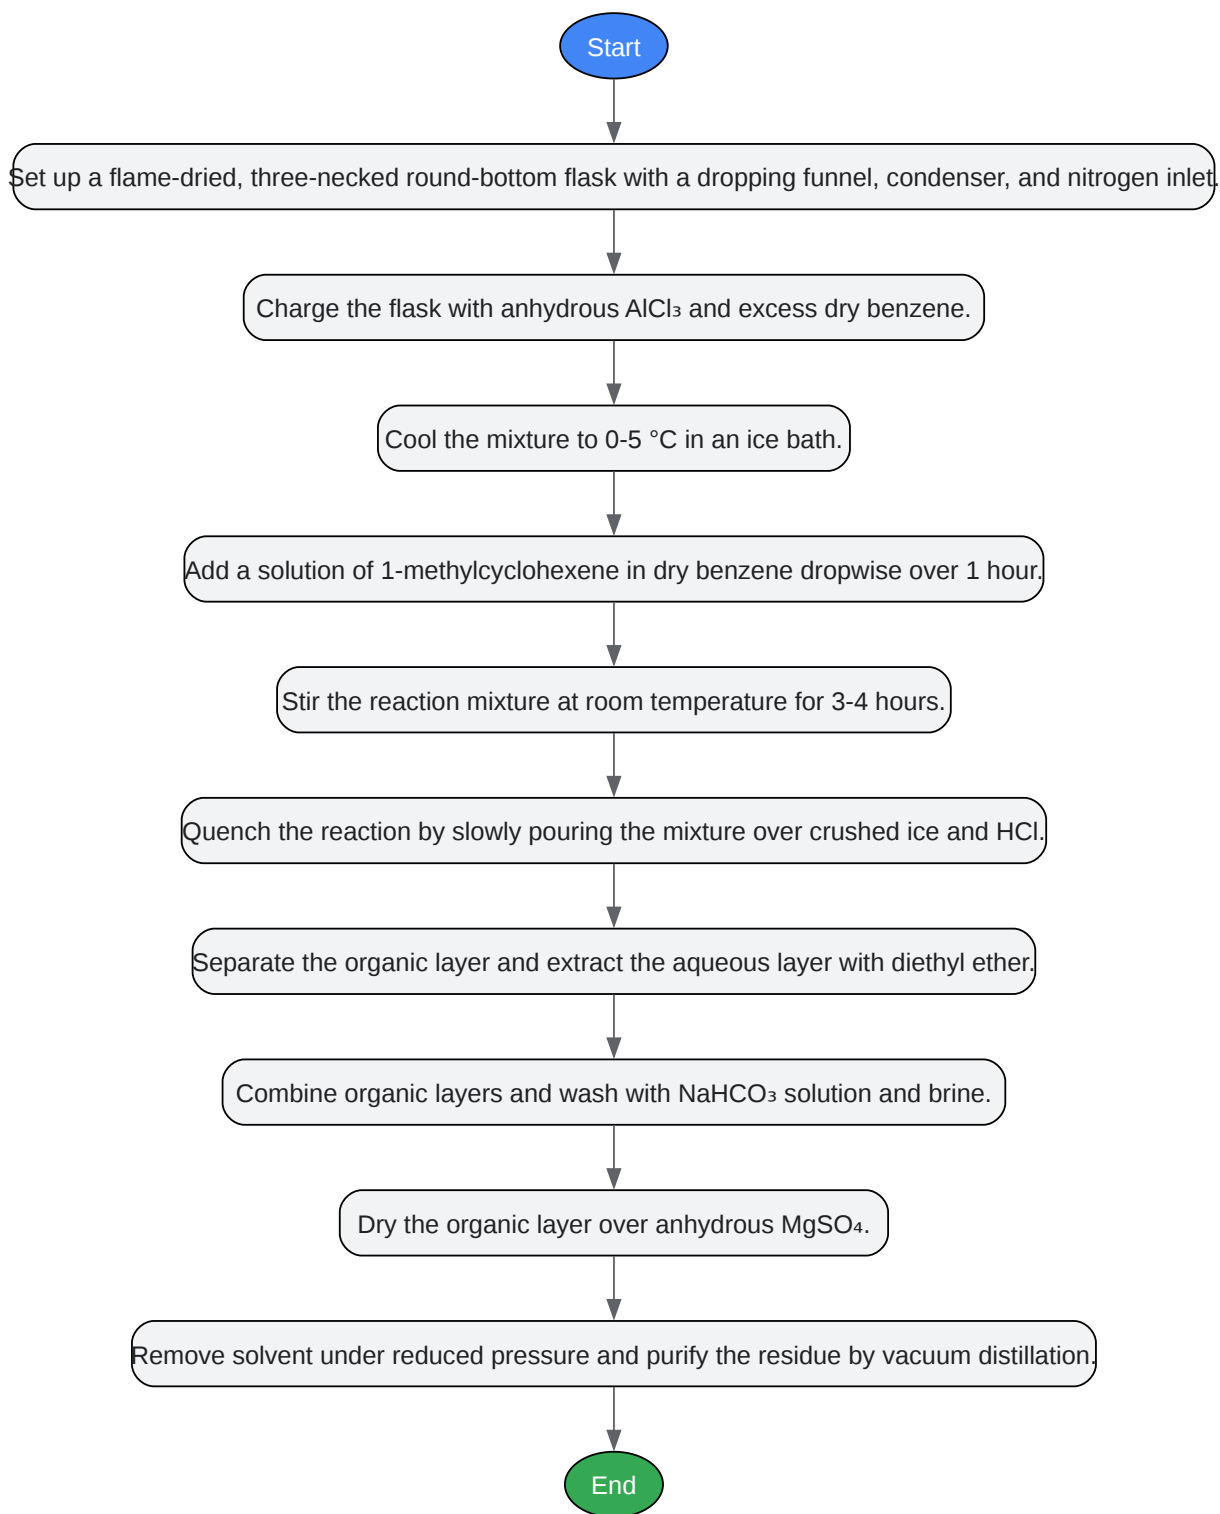 Start
Set up a flame-dried, three-necked round-bottom flask with a dropping funnel, condenser, and nitrogen inlet.
Charge the flask with anhydrous AlCl₃ and excess dry benzene.
Cool the mixture to 0-5 °C in an ice bath.
Add a solution of 1-methylcyclohexene in dry benzene dropwise over 1 hour.
Stir the reaction mixture at room temperature for 3-4 hours.
Quench the reaction by slowly pouring the mixture over crushed ice and HCl.
Separate the organic layer and extract the aqueous layer with diethyl ether.
Combine organic layers and wash with NaHCO₃ solution and brine.
Dry the organic layer over anhydrous MgSO₄.
Remove solvent under reduced pressure and purify the residue by vacuum distillation.
End